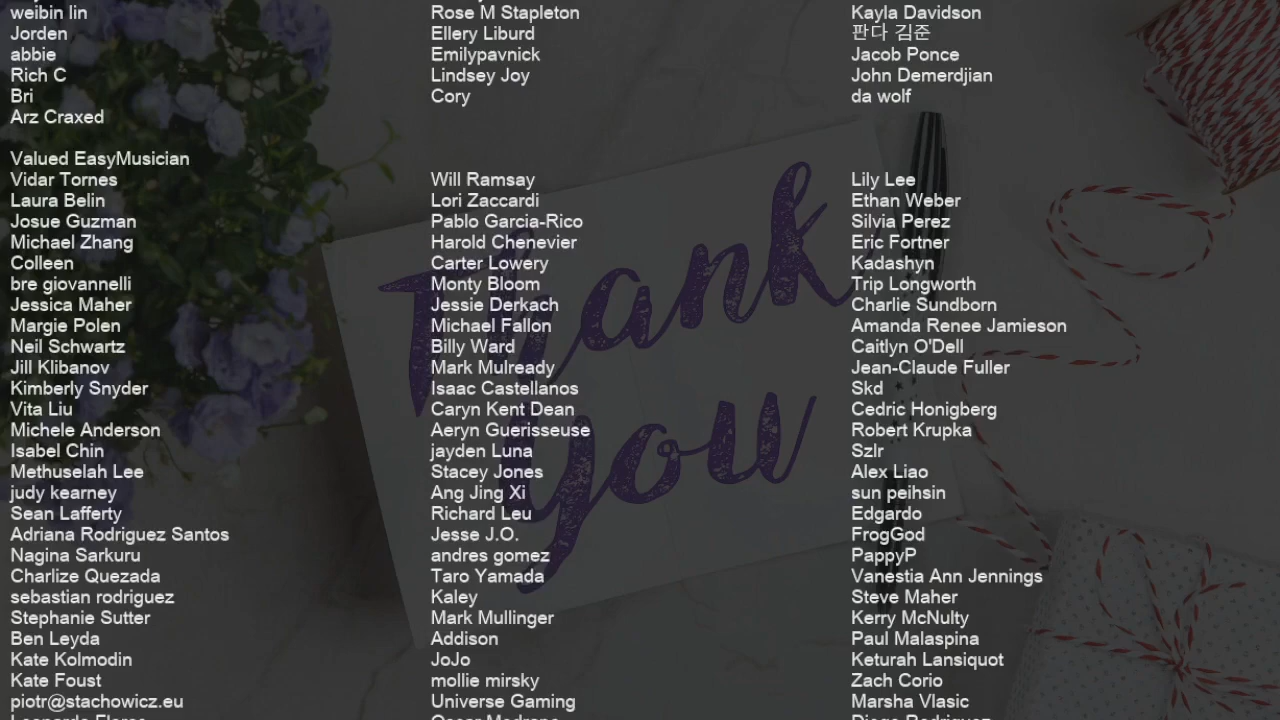 weibin lin
Jorden
abbie
Rich C
Bri
Arz Craxed
Rose M Stapleton
Ellery Liburd
Emilypavnick
Lindsey Joy
Cory
Kayla Davidson
판다 김준
Jacob Ponce
John Demerdjian
da wolf
Valued EasyMusician
Vidar Tornes
Laura Belin
Josue Guzman
Michael Zhang
Colleen
bre giovannelli
Jessica Maher
Margie Polen
Neil Schwartz
Jill Klibanov
Kimberly Snyder
Vita Liu
Michele Anderson
Isabel Chin
Methuselah Lee
judy kearney
Sean Lafferty
Adriana Rodriguez Santos
Nagina Sarkuru
Charlize Quezada
sebastian rodriguez
Stephanie Sutter
Ben Leyda
Kate Kolmodin
Kate Foust
piotr@stachowicz.eu
Will Ramsay
Lori Zaccardi
Pablo Garcia-Rico
Harold Chenevier
Carter Lowery
Monty Bloom
Jessie Derkach
Michael Fallon
Billy Ward
Mark Mulready
Isaac Castellanos
Caryn Kent Dean
Aeryn Guerisseuse
jayden Luna
Stacey Jones
Ang Jing Xi
Richard Leu
Jesse J.O.
andres gomez
Taro Yamada
Kaley
Mark Mullinger
Addison
JoJo
mollie mirsky
Universe Gaming
Lily Lee
Ethan Weber
Silvia Perez
Eric Fortner
Kadashyn
Trip Longworth
Charlie Sundborn
Amanda Renee Jamieson
Caitlyn O'Dell
Jean-Claude Fuller
Skd
Cedric Honigberg
Robert Krupka
Szlr
Alex Liao
sun peihsin
Edgardo
FrogGod
PappyP
Vanestia Ann Jennings
Steve Maher
Kerry McNulty
Paul Malaspina
Keturah Lansiquot
Zach Corio
Marsha Vlasic
Thank
you